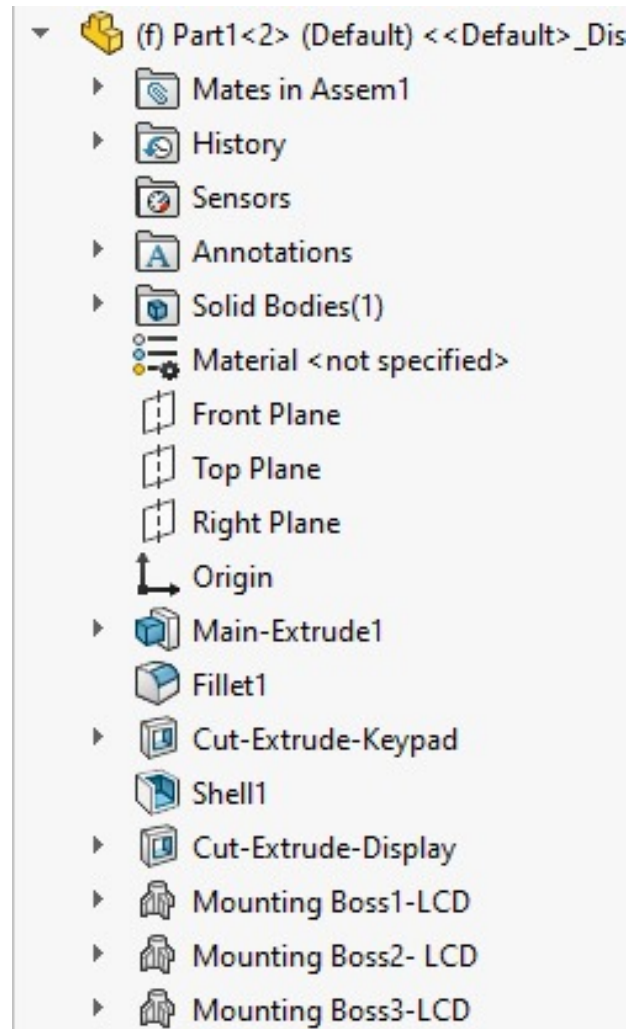 (f) Part1<2> (Default) <<Default>_Dis
Mates in Assem1
History
Sensors
Annotations
Solid Bodies(1)
Material <not specified>
Front Plane
Top Plane
Right Plane
Origin
Main-Extrude1
Fillet1
Cut-Extrude-Keypad
Shell1
Cut-Extrude-Display
Mounting Boss1-LCD
Mounting Boss2- LCD
Mounting Boss3-LCD